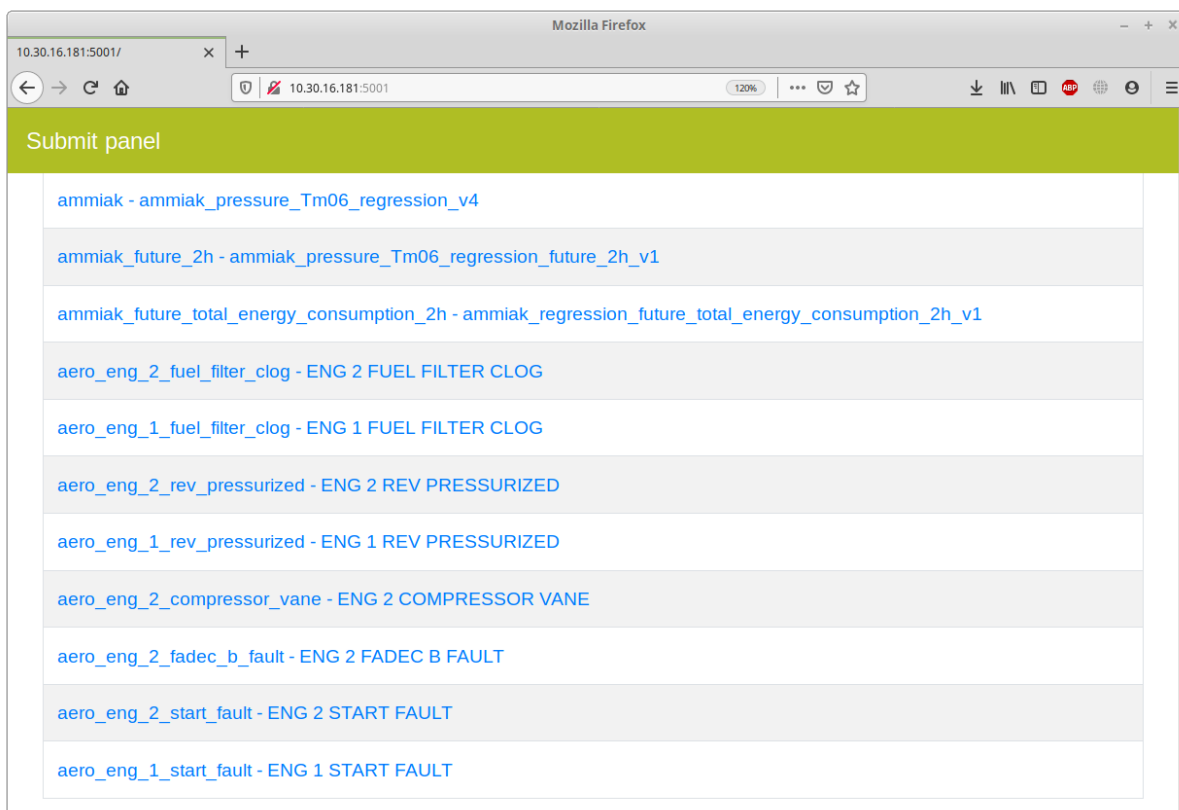 Mozilla Firefox
10.30.16.181:5001/
10.30.16.181:5001
120%
ABP
Submit panel
ammiak - ammiak_pressure_Tm06_regression_v4
ammiak_future_2h - ammiak_pressure_Tm06_regression_future_2h_v1
ammiak_future_total_energy_consumption_2h - ammiak_regression_future_total_energy_consumption_2h_v1
aero_eng_2_fuel_filter_clog - ENG 2 FUEL FILTER CLOG
aero_eng_1_fuel_filter_clog - ENG 1 FUEL FILTER CLOG
aero_eng_2_rev_pressurized - ENG 2 REV PRESSURIZED
aero_eng_1_rev_pressurized - ENG 1 REV PRESSURIZED
aero_eng_2_compressor_vane - ENG 2 COMPRESSOR VANE
aero_eng_2_fadec_b_fault - ENG 2 FADEC B FAULT
aero_eng_2_start_fault - ENG 2 START FAULT
aero_eng_1_start_fault - ENG 1 START FAULT